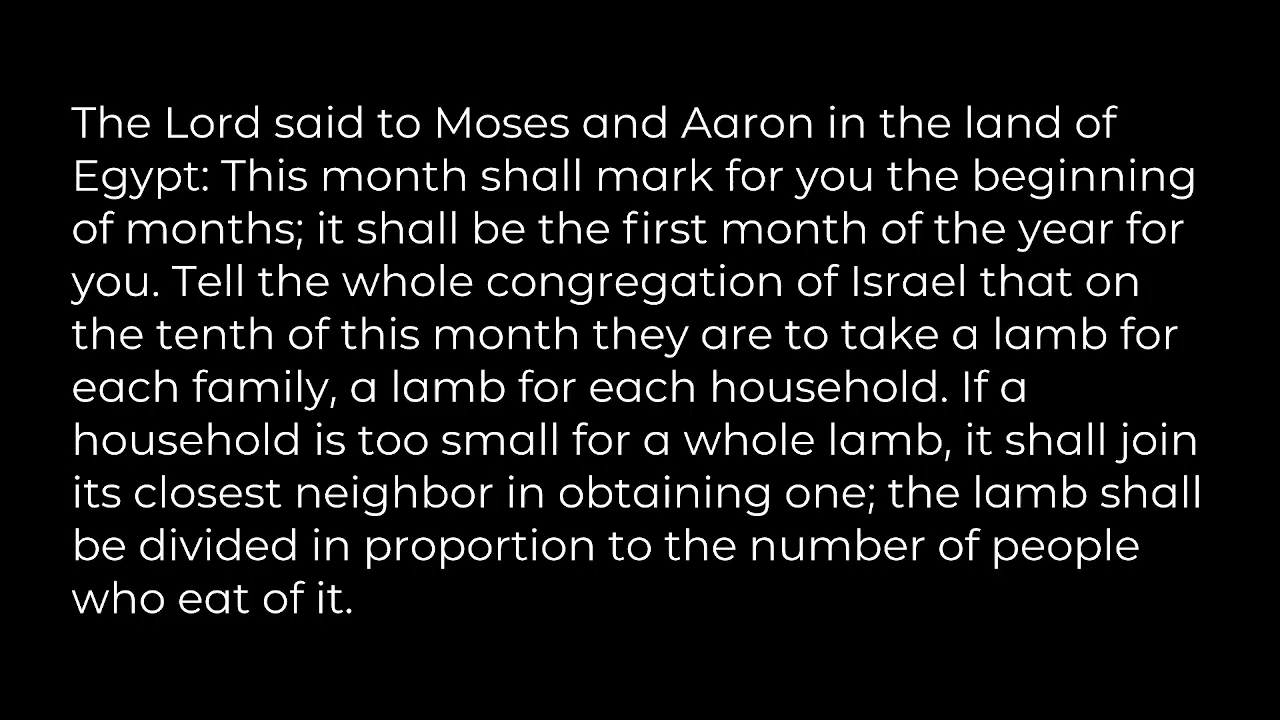 The Lord said to Moses and Aaron in the land of
Egypt: This month shall mark for you the beginning
of months; it shall be the first month of the year for
you. Tell the whole congregation of Israel that on
the tenth of this month they are to take a lamb for
each family, a lamb for each household. If a
household is too small for a whole lamb, it shall join
its closest neighbor in obtaining one; the lamb shall
be divided in proportion to the number of people
who eat of it.